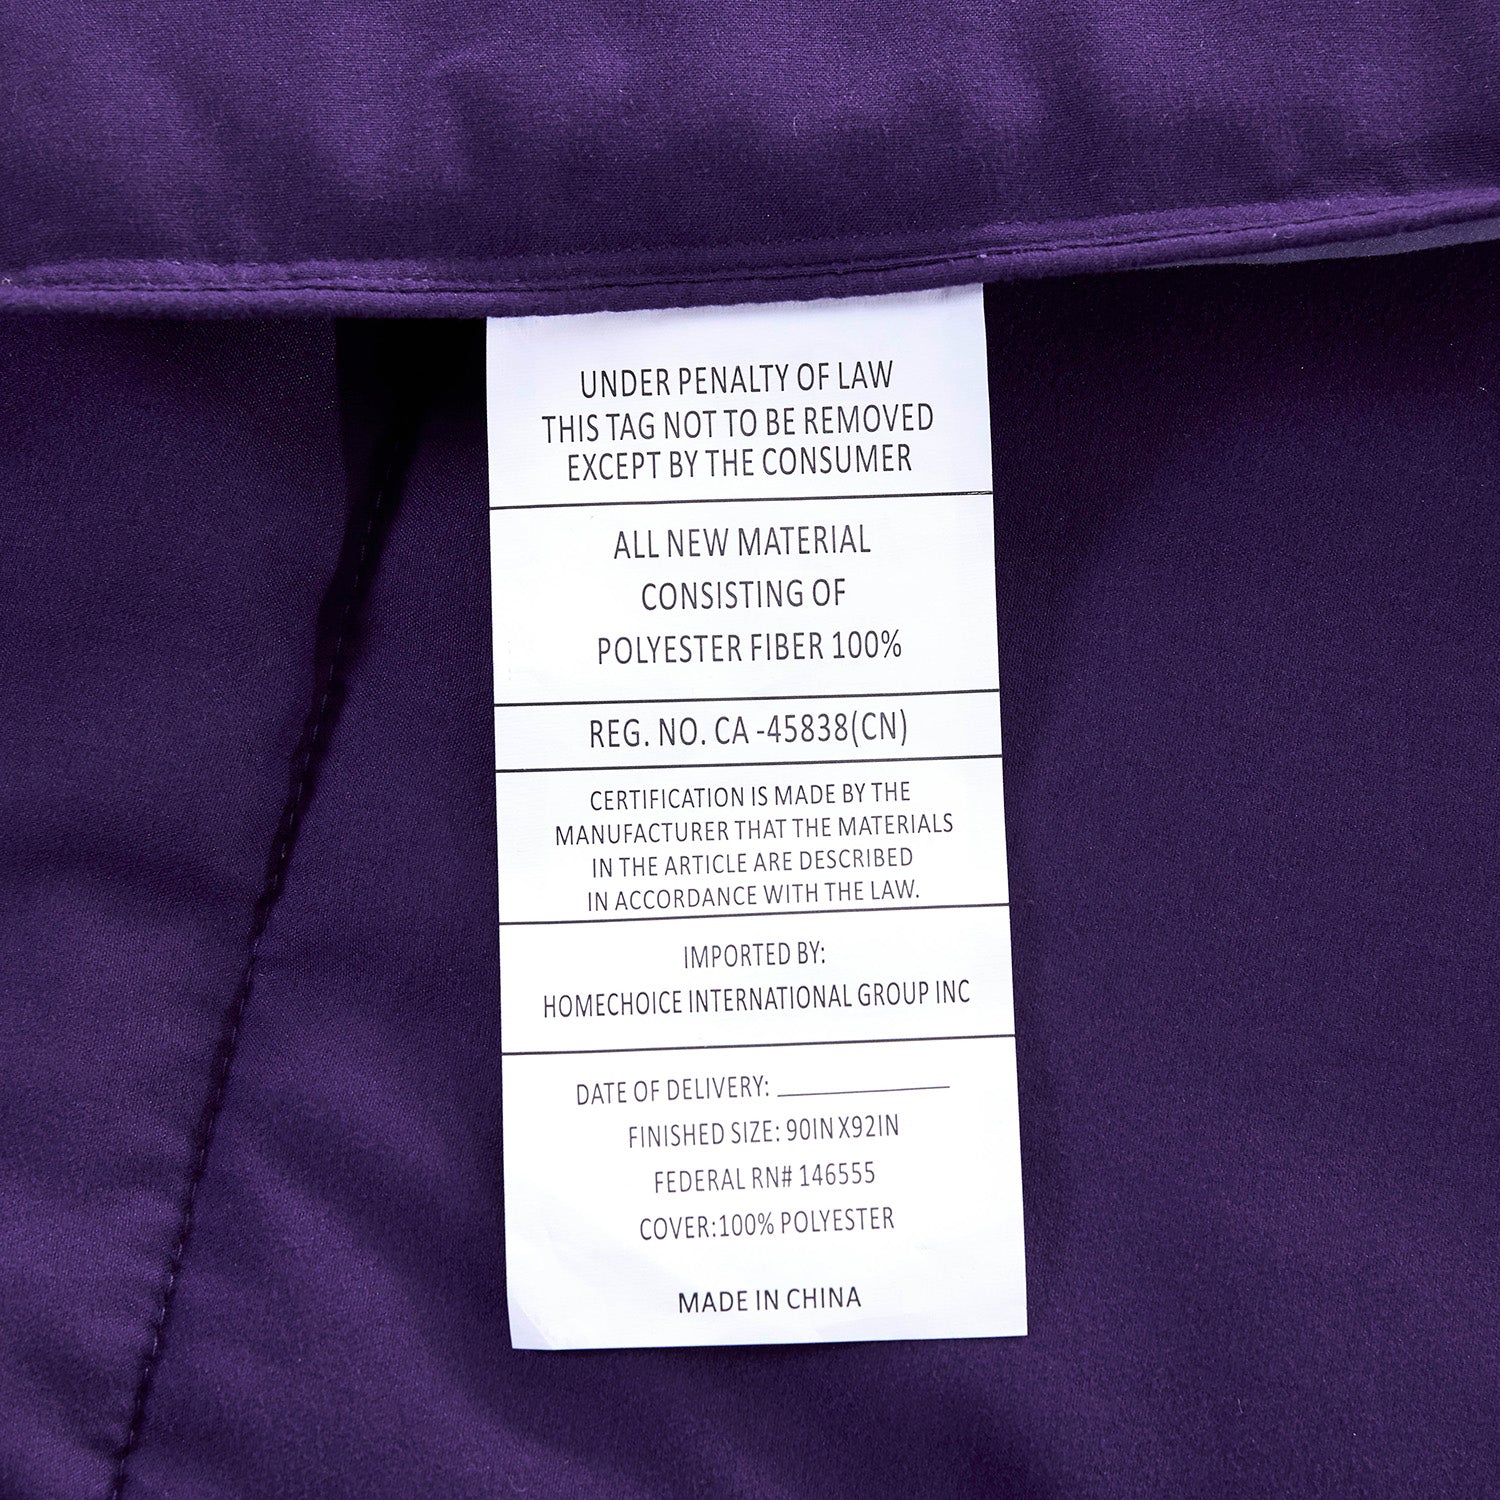 UNDER PENALTY OF LAW
THIS TAG NOT TO BE REMOVED
EXCEPT BY THE CONSUMER
ALL NEW MATERIAL
CONSISTING OF
POLYESTER FIBER 100%
REG. NO. CA -45838(CN)
CERTIFICATION IS MADE BY THE
MANUFACTURER THAT THE MATERIALS
IN THE ARTICLE ARE DESCRIBED
IN ACCORDANCE WITH THE LAW.
IMPORTED BY:
HOMECHOICE INTERNATIONAL GROUP INC
DATE OF DELIVERY: ____________
FINISHED SIZE: 90IN X92IN
FEDERAL RN# 146555
COVER:100% POLYESTER
MADE IN CHINA